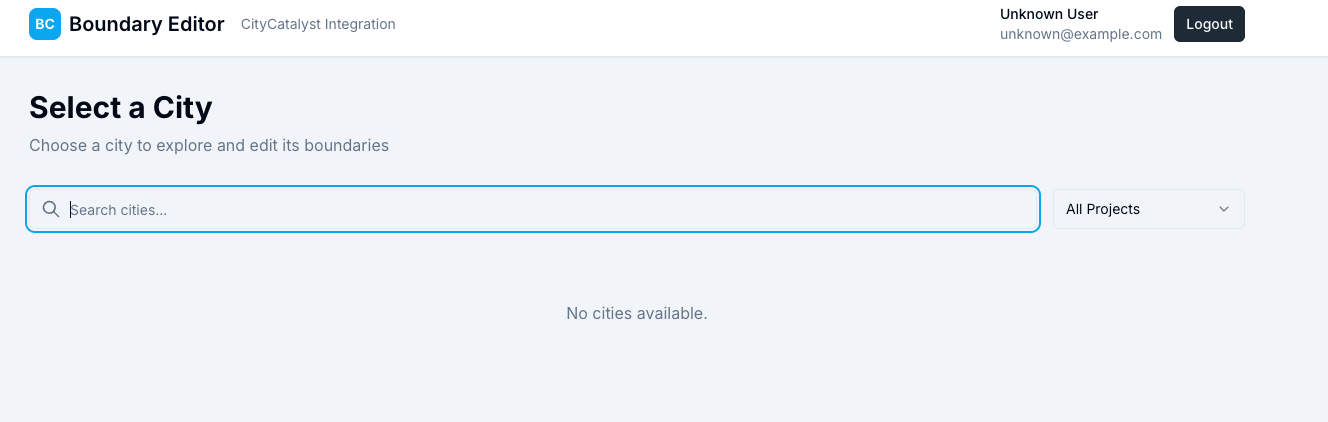 BC Boundary Editor CityCatalyst Integration
Unknown User
unknown@example.com
Logout
Select a City
Choose a city to explore and edit its boundaries
Search cities...
All Projects
No cities available.